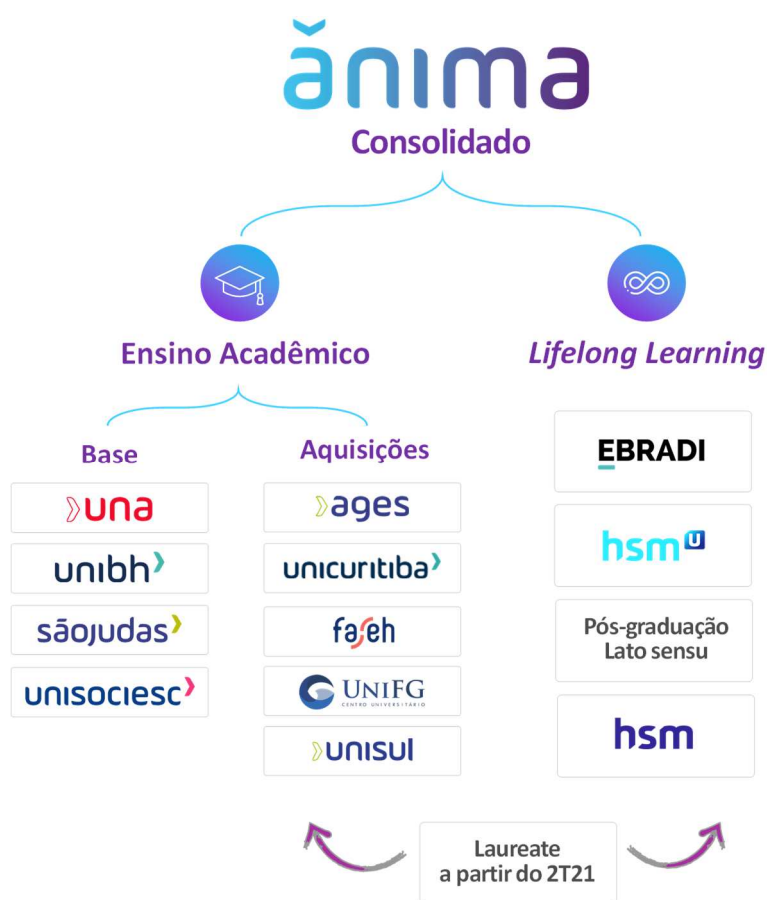 ănıma
Consolidado
Ensino Acadêmico
Lifelong Learning
Base
Aquisições
una
unibh
sãojudas
unisociesc
ages
unicuritiba
faseh
UNIFG
CENTRO UNIVERSITÁRIO
unisul
EBRADI
hsm U
Pós-graduação
Lato sensu
hsm
Laureate
a partir do 2T21